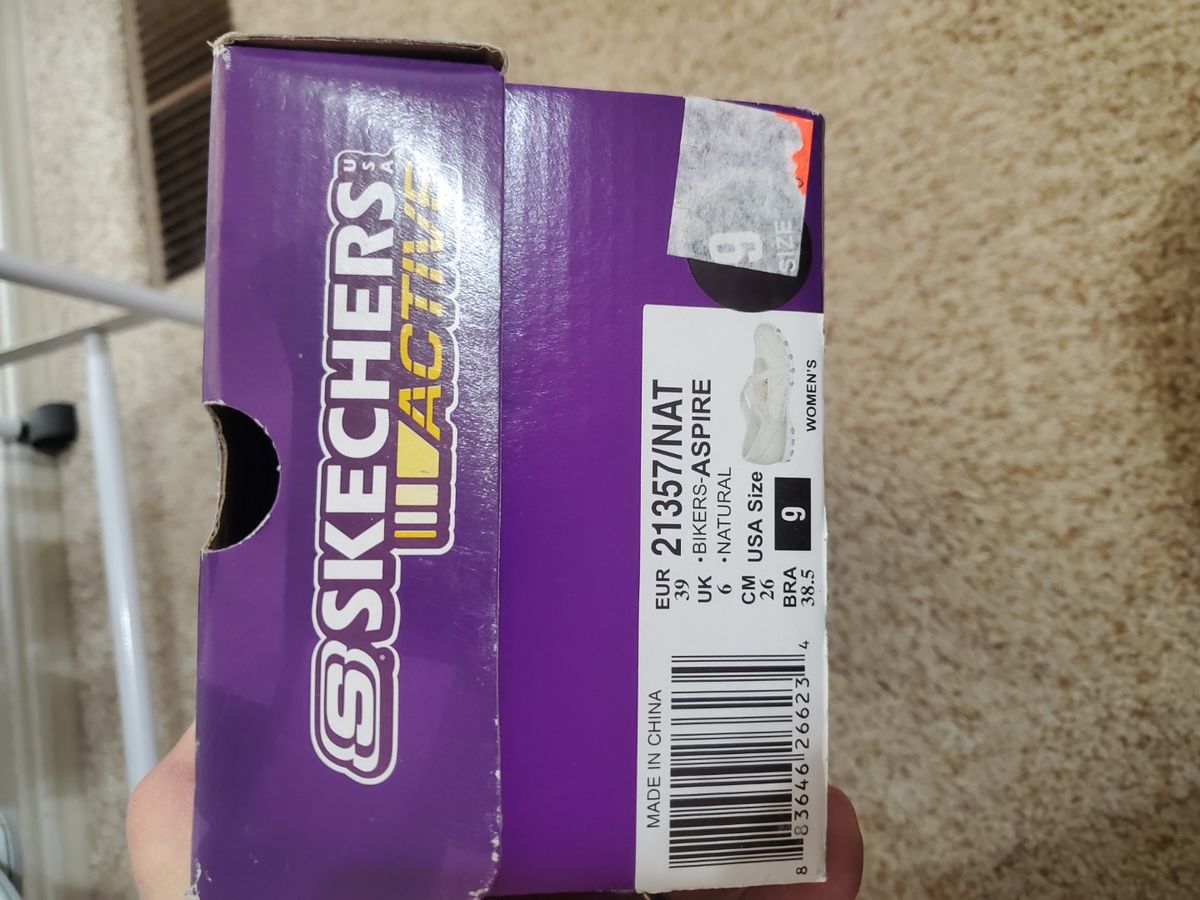 SKECHERS
USA
ACTIVE
9
SIZE
21357/NAT
•BIKERS-ASPIRE
•NATURAL
USA Size
9
WOMEN'S
EUR
39
UK
6
CM
26
BRA
38.5
MADE IN CHINA
8 83646 26623 4